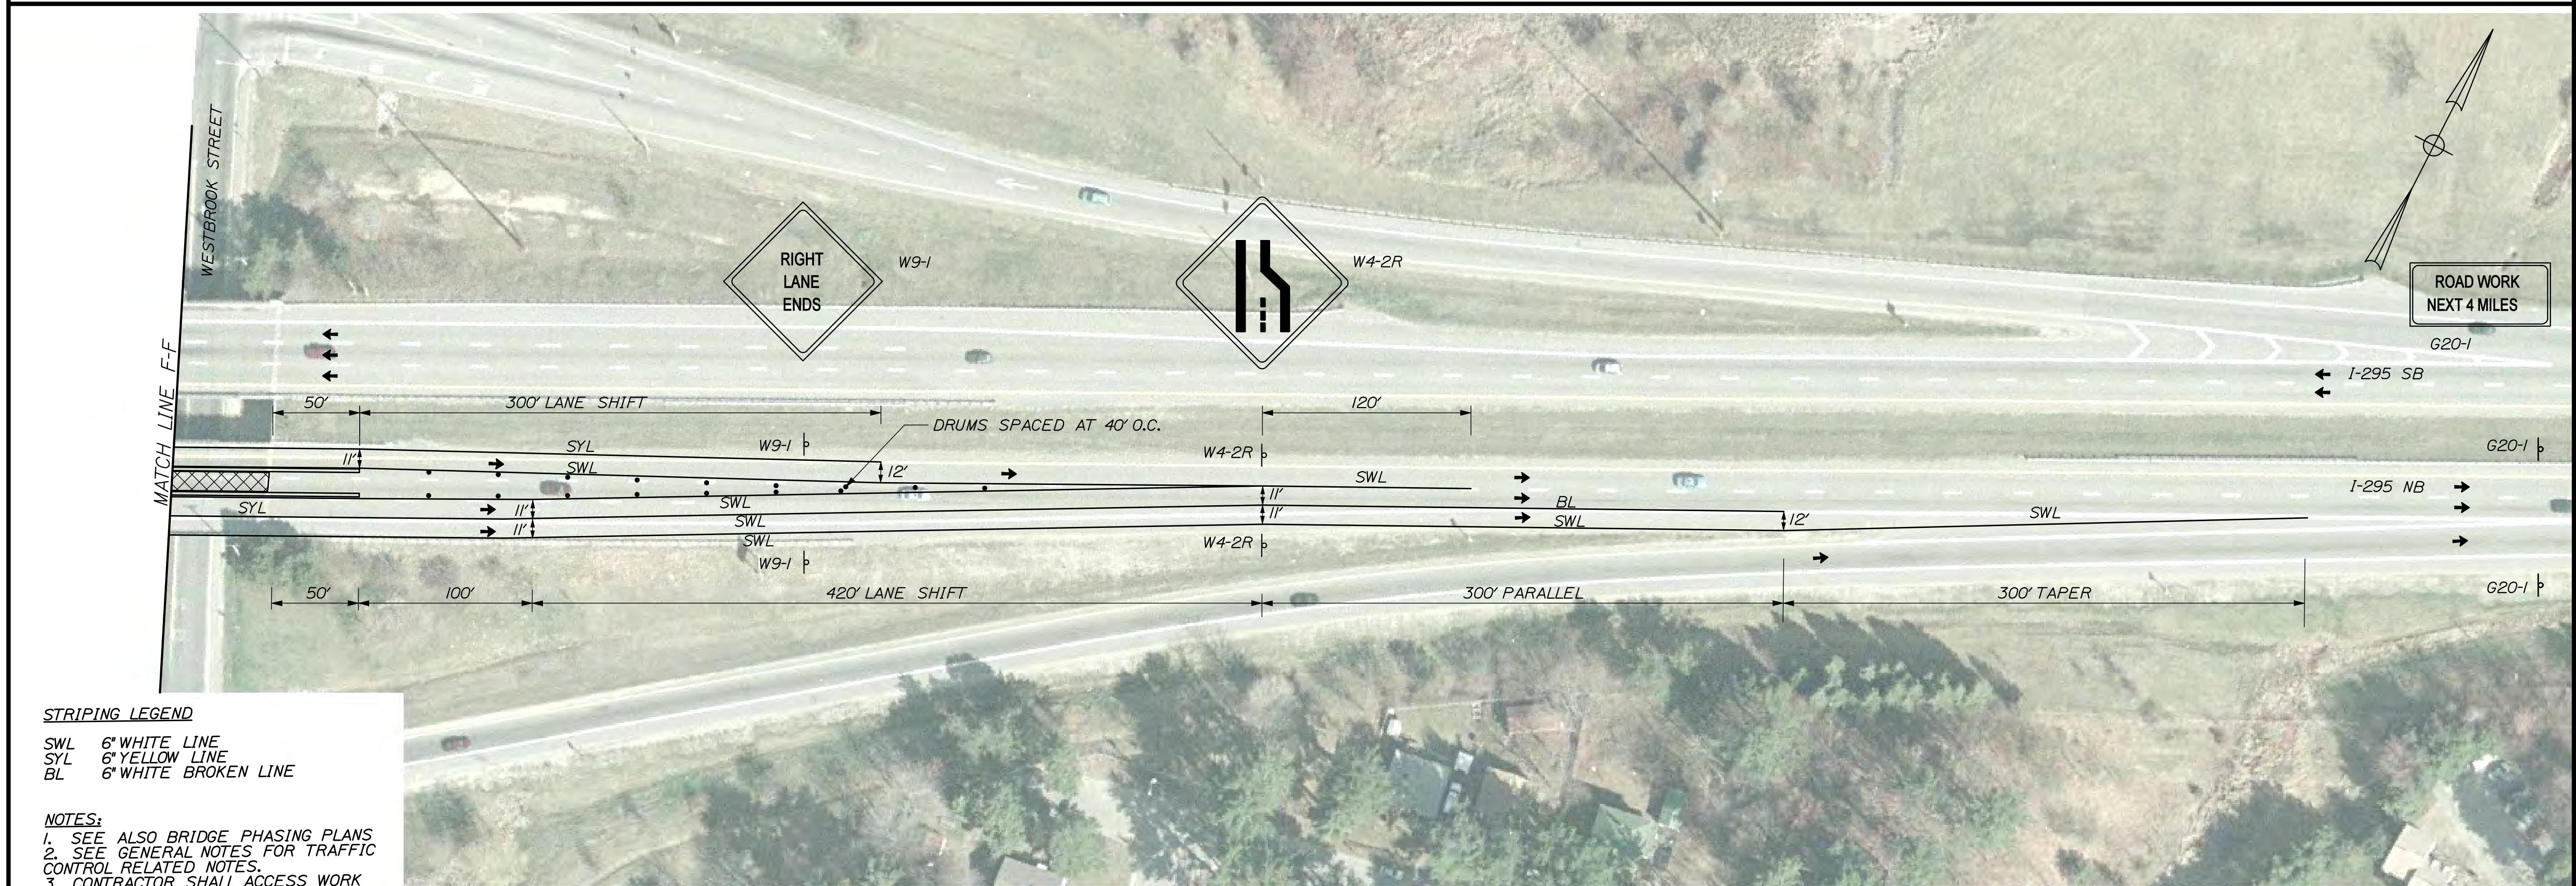 WESTBROOK STREET
MATCH LINE F-F
RIGHT
LANE
ENDS
W9-1
W4-2R
ROAD WORK
NEXT 4 MILES
G20-1
I-295 SB
50'
300' LANE SHIFT
120'
DRUMS SPACED AT 40' O.C.
SYL
W9-1
W4-2R
G20-1
11'
SWL
12'
SWL
I-295 NB
11'
BL
SYL
SWL
11'
11'
SWL
SWL
12'
SWL
11'
SWL
W4-2R
W9-1
G20-1
50'
100'
420' LANE SHIFT
300' PARALLEL
300' TAPER
STRIPING LEGEND
SWL 6" WHITE LINE
SYL 6" YELLOW LINE
BL 6" WHITE BROKEN LINE
NOTES:
1. SEE ALSO BRIDGE PHASING PLANS
2. SEE GENERAL NOTES FOR TRAFFIC
CONTROL RELATED NOTES.
3. CONTRACTOR SHALL ACCESS WORK